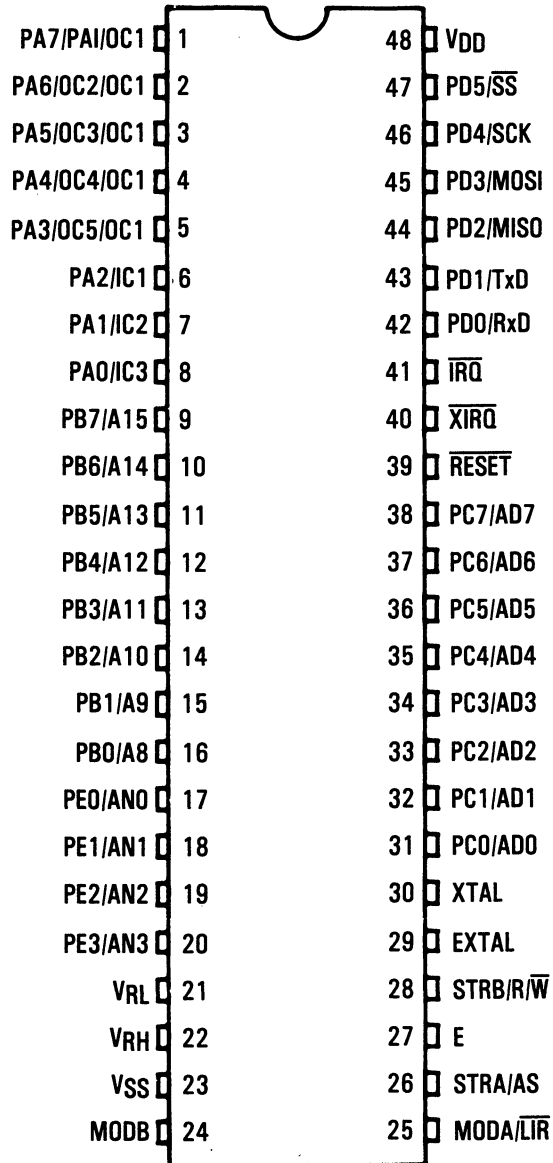 PA7/PAI/OC1 1 48 VDD
PA6/OC2/OC1 2 47 PD5/S̅S̅
PA5/OC3/OC1 3 46 PD4/SCK
PA4/OC4/OC1 4 45 PD3/MOSI
PA3/OC5/OC1 5 44 PD2/MISO
PA2/IC1 6 43 PD1/TxD
PA1/IC2 7 42 PD0/RxD
PA0/IC3 8 41 I̅R̅Q̅
PB7/A15 9 40 X̅I̅R̅Q̅
PB6/A14 10 39 R̅E̅S̅E̅T̅
PB5/A13 11 38 PC7/AD7
PB4/A12 12 37 PC6/AD6
PB3/A11 13 36 PC5/AD5
PB2/A10 14 35 PC4/AD4
PB1/A9 15 34 PC3/AD3
PB0/A8 16 33 PC2/AD2
PE0/AN0 17 32 PC1/AD1
PE1/AN1 18 31 PC0/AD0
PE2/AN2 19 30 XTAL
PE3/AN3 20 29 EXTAL
VRL 21 28 STRB/R/W̅
VRH 22 27 E
VSS 23 26 STRA/AS
MODB 24 25 MODA/L̅I̅R̅